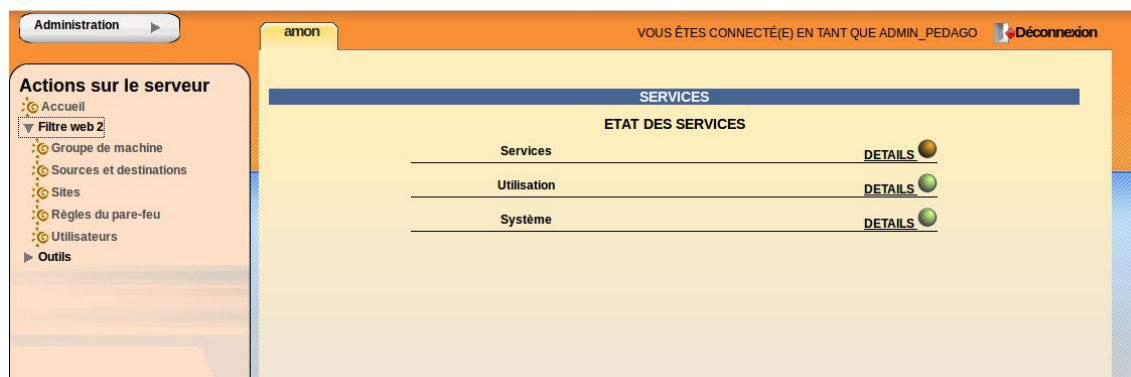 Administration
amon
VOUS ÊTES CONNECTÉ(E) EN TANT QUE ADMIN_PEDAGO
Déconnexion
Actions sur le serveur
Accueil
Filtre web 2
Groupe de machine
Sources et destinations
Sites
Règles du pare-feu
Utilisateurs
Outils
SERVICES
ETAT DES SERVICES
Services DETAILS
Utilisation DETAILS
Système DETAILS